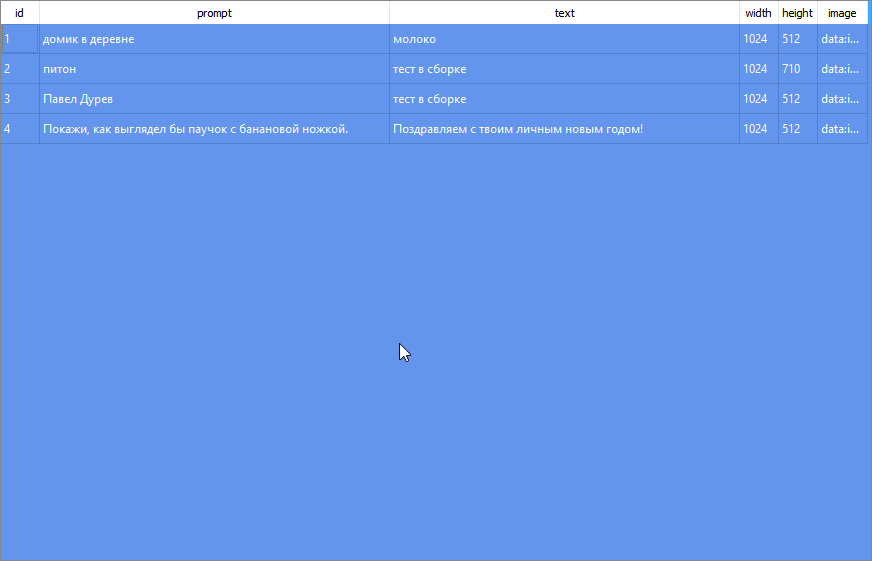 id prompt text width height image
1 домик в деревне молоко 1024 512 data:i...
2 питон тест в сборке 1024 710 data:i...
3 Павел Дурев тест в сборке 1024 512 data:i...
4 Покажи, как выглядел бы паучок с банановой ножкой. Поздравляем с твоим личным новым годом! 1024 512 data:i...